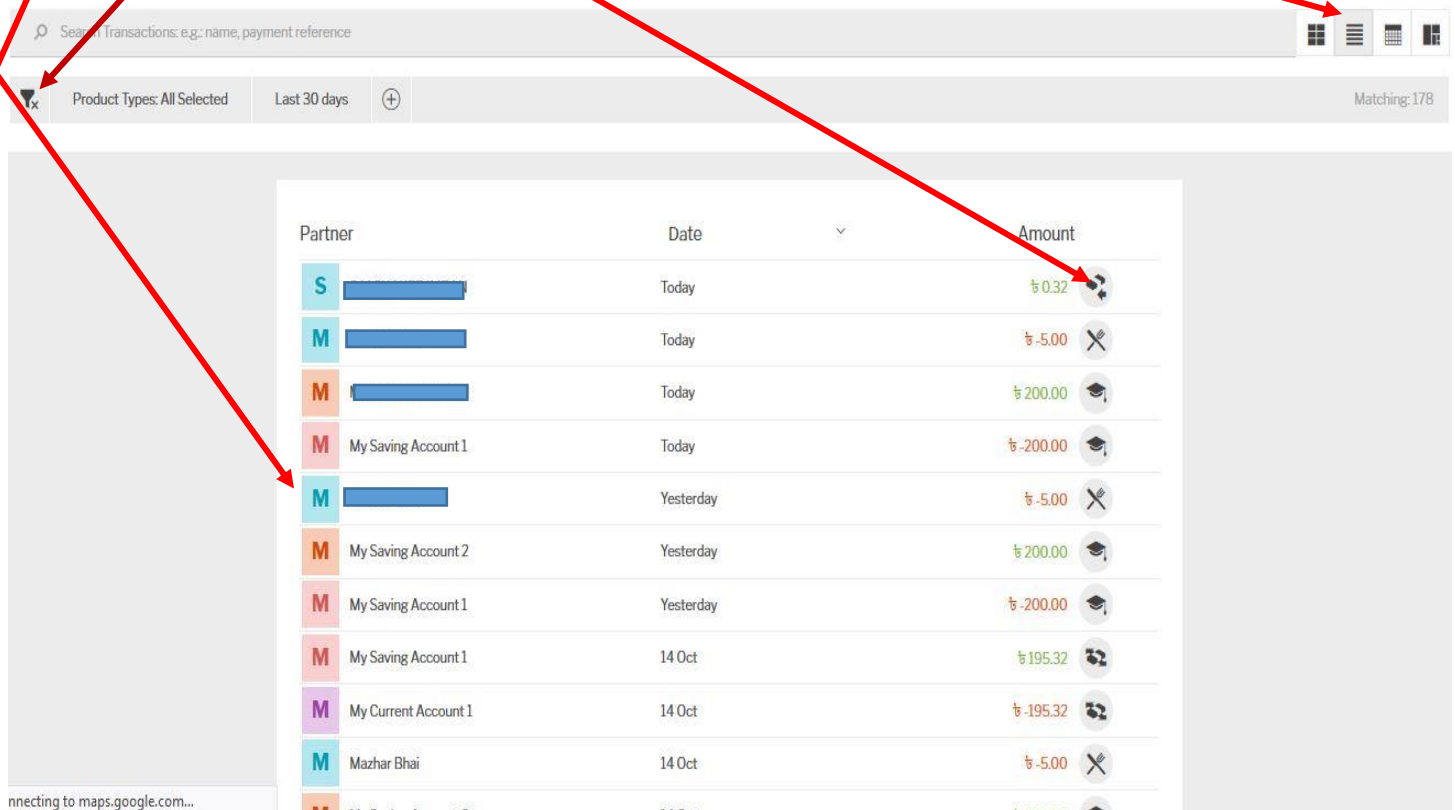 Search Transactions: e.g.: name, payment reference
Product Types: All Selected Last 30 days Matching: 178
Partner Date Amount
S Today ৳ 0.32
M Today ৳ -5.00
M Today ৳ 200.00
M My Saving Account 1 Today ৳ -200.00
M Yesterday ৳ -5.00
M My Saving Account 2 Yesterday ৳ 200.00
M My Saving Account 1 Yesterday ৳ -200.00
M My Saving Account 1 14 Oct ৳ 195.32
M My Current Account 1 14 Oct ৳ -195.32
M Mazhar Bhai 14 Oct ৳ -5.00
nnecting to maps.google.com...